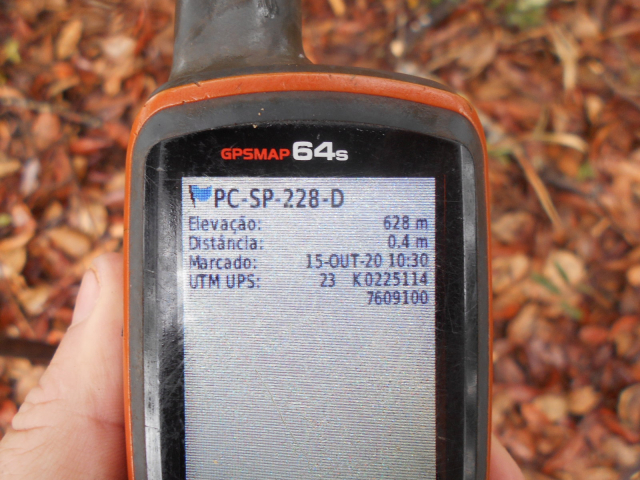 GPSMAP 64s
PC-SP-228-D
Elevação: 628 m
Distância: 0.4 m
Marcado: 15-OUT-20 10:30
UTM UPS: 23 K 0225114
7609100